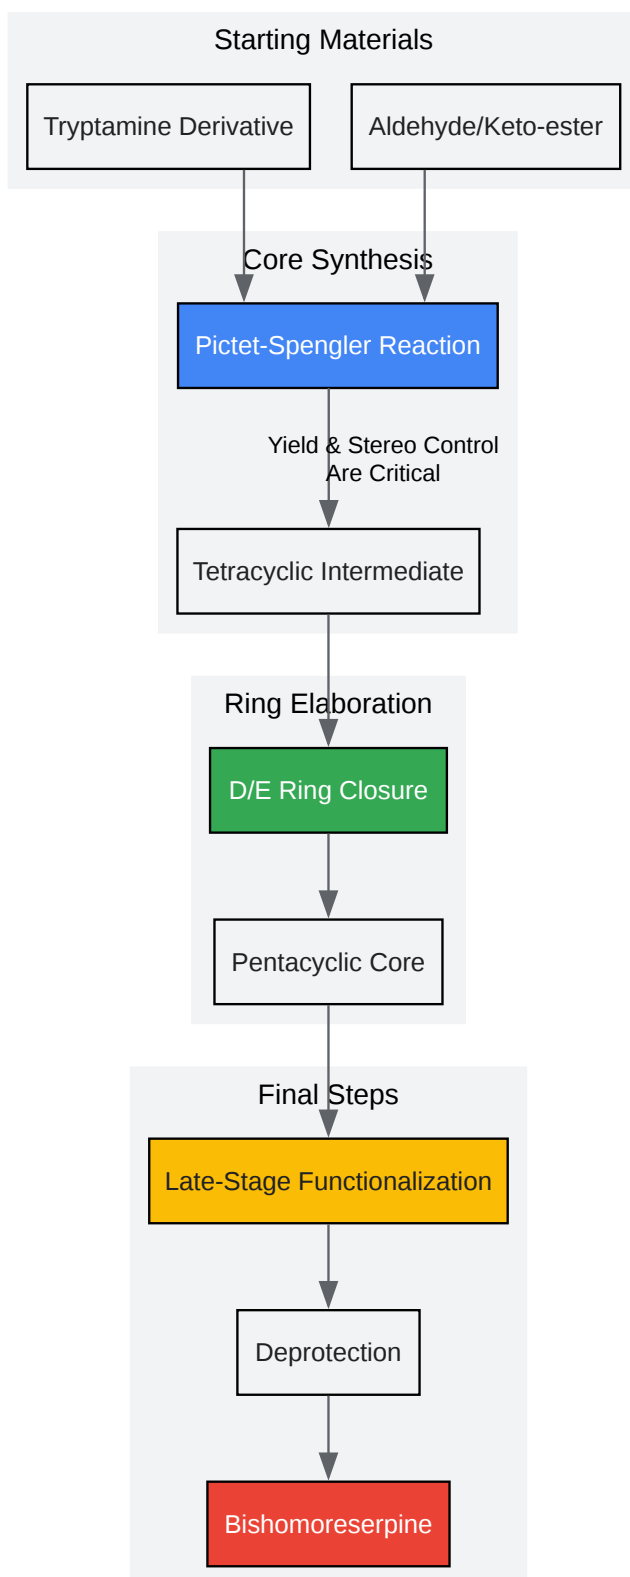 Starting Materials
Tryptamine Derivative
Aldehyde/Keto-ester
Core Synthesis
Pictet-Spengler Reaction
Yield & Stereo Control
Are Critical
Tetracyclic Intermediate
Ring Elaboration
D/E Ring Closure
Pentacyclic Core
Final Steps
Late-Stage Functionalization
Deprotection
Bishomoreserpine